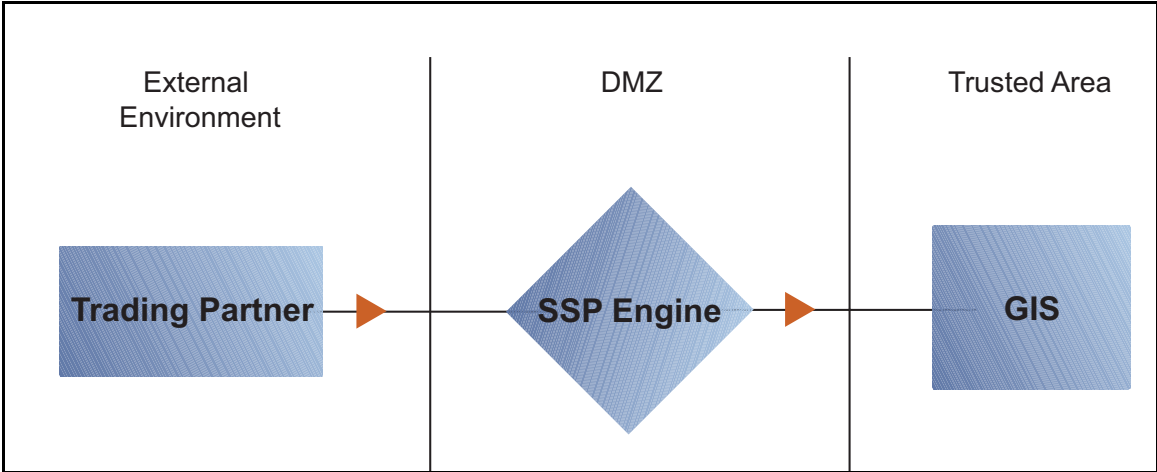 External
Environment
DMZ
Trusted Area
Trading Partner
SSP Engine
GIS